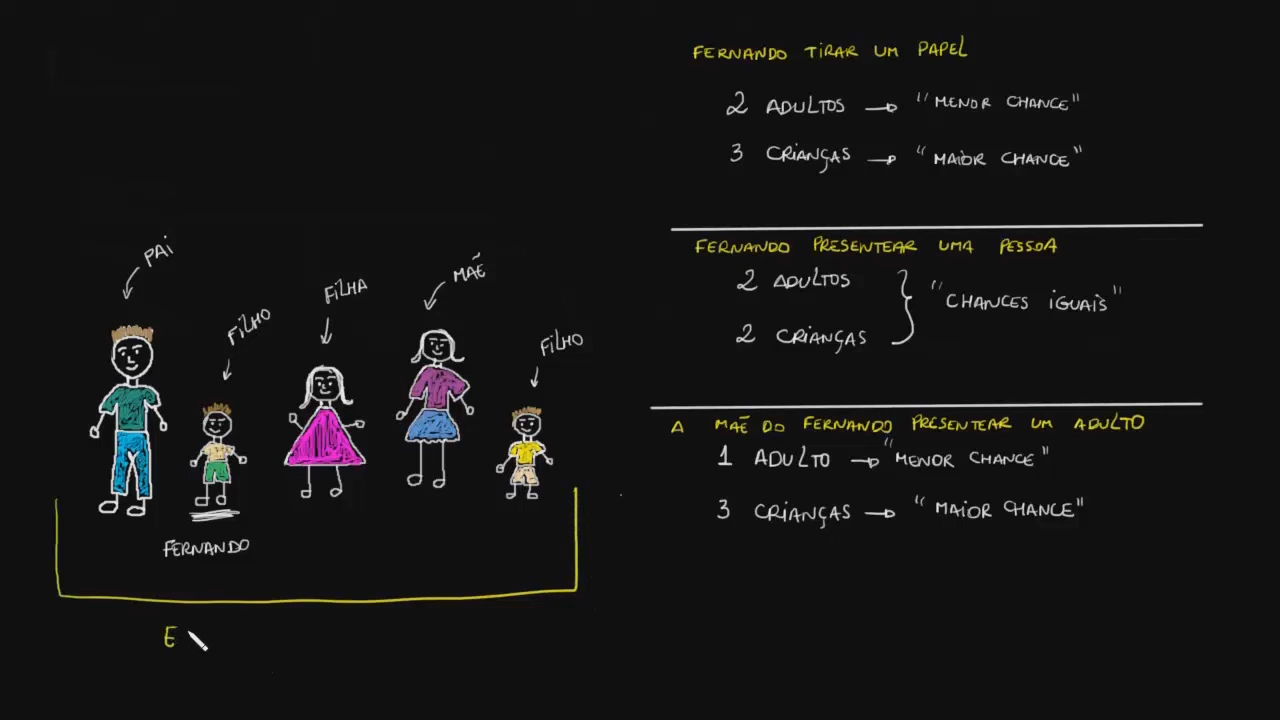 FERNANDO TIRAR UM PAPEL
2 ADULTOS → "MENOR CHANCE"
3 CRIANÇAS → "MAIOR CHANCE"
FERNANDO PRESENTEAR UMA PESSOA
2 ADULTOS
2 CRIANÇAS
"CHANCES IGUAIS"
A MÃE DO FERNANDO PRESENTEAR UM ADULTO
1 ADULTO → "MENOR CHANCE"
3 CRIANÇAS → "MAIOR CHANCE"
PAI
FILHO
FILHA
MÃE
FILHO
FERNANDO
E